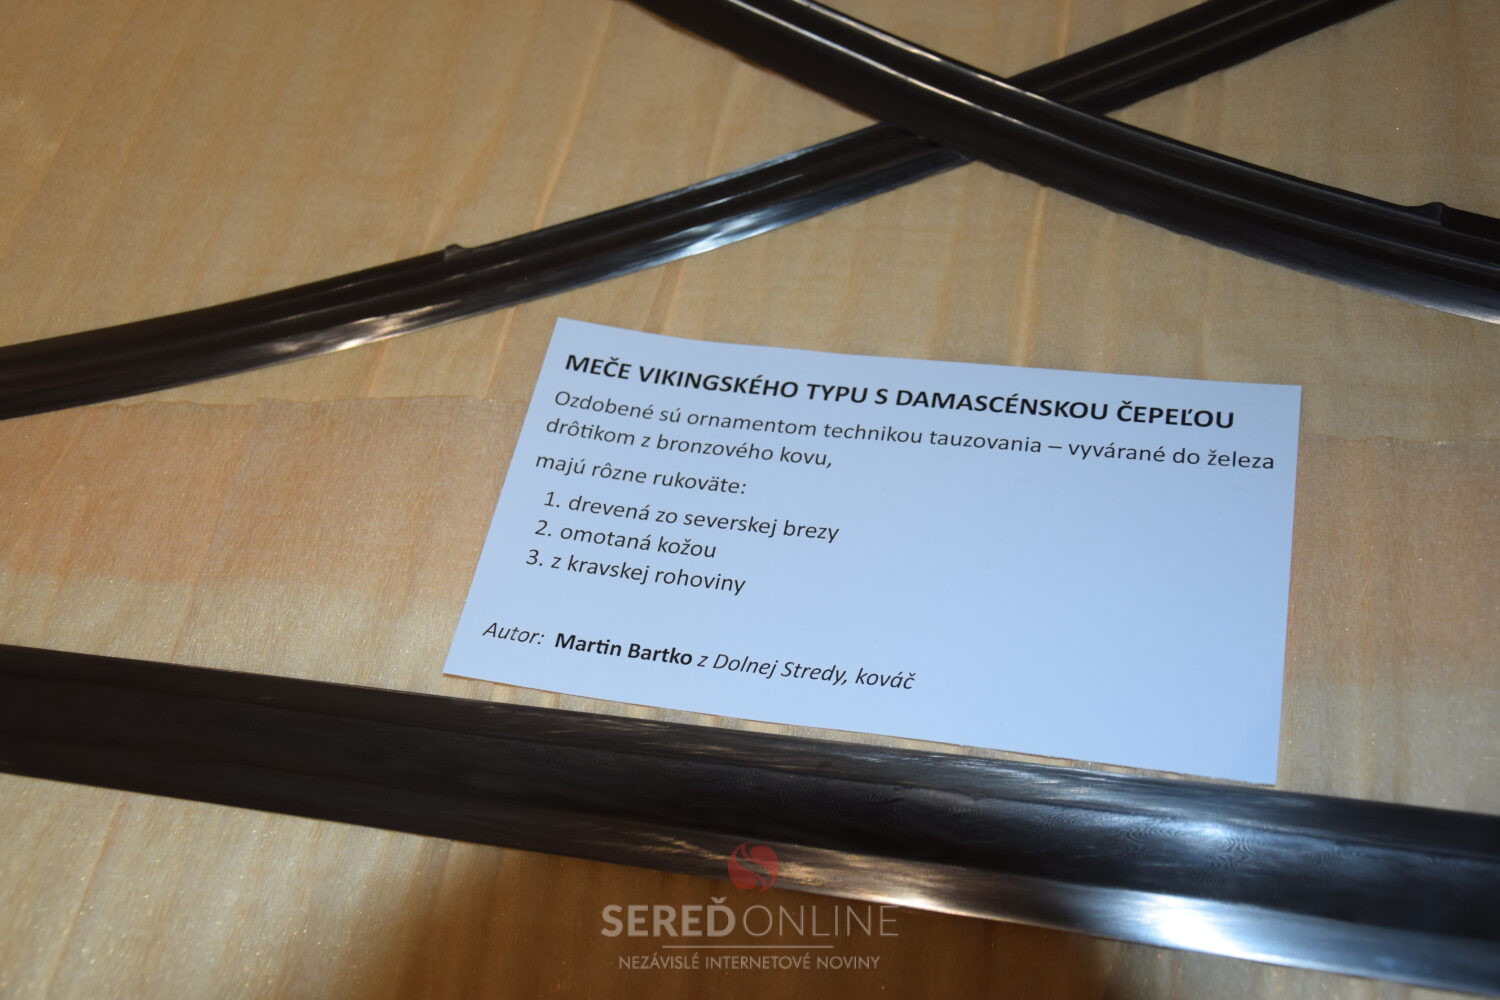 MEČE VIKINGSKÉHO TYPU S DAMASCÉNSKOU ČEPEĽOU
Ozdobené sú ornamentom technikou tauzovania – vyvárané do železa
drôtikom z bronzového kovu,
majú rôzne rukoväte:
1. drevená zo severskej brezy
2. omotaná kožou
3. z kravskej rohoviny
Autor: Martin Bartko z Dolnej Stredy, kováč
SEREĎONLINE
NEZÁVISLÉ INTERNETOVÉ NOVINY